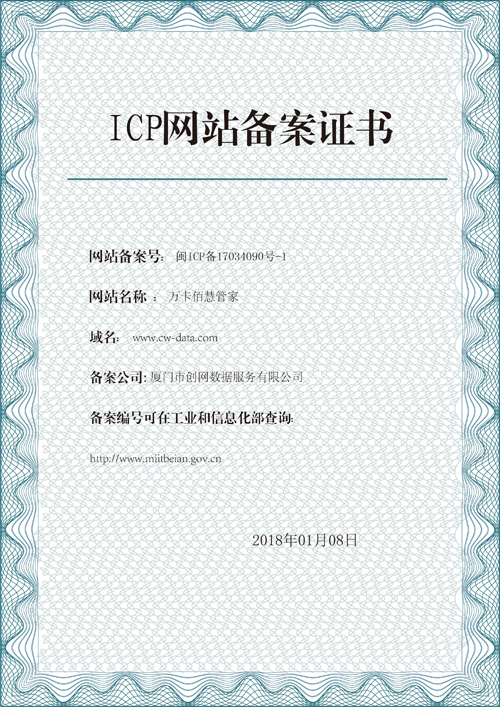 ICP网站备案证书
网站备案号： 闽ICP备17034090号-1
网站名称 ： 万卡佰慧管家
域名： www.cw-data.com
备案公司: 厦门市创网数据服务有限公司
备案编号可在工业和信息化部查询:
http://www.miitbeian.gov.cn
2018年01月08日